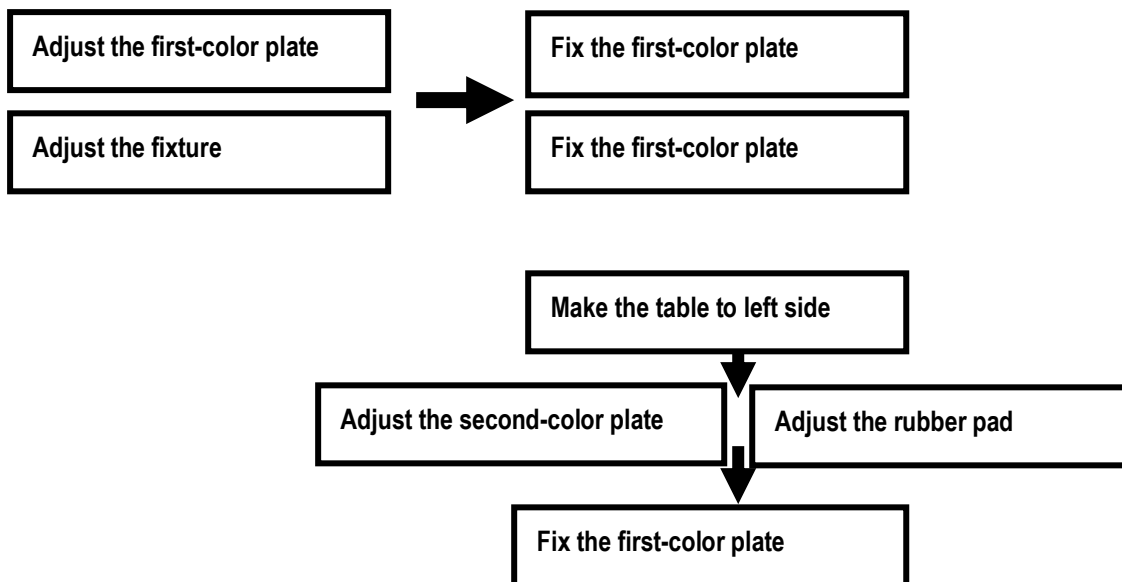 Adjust the first-color plate
Fix the first-color plate
Adjust the fixture
Fix the first-color plate
Make the table to left side
Adjust the second-color plate
Adjust the rubber pad
Fix the first-color plate